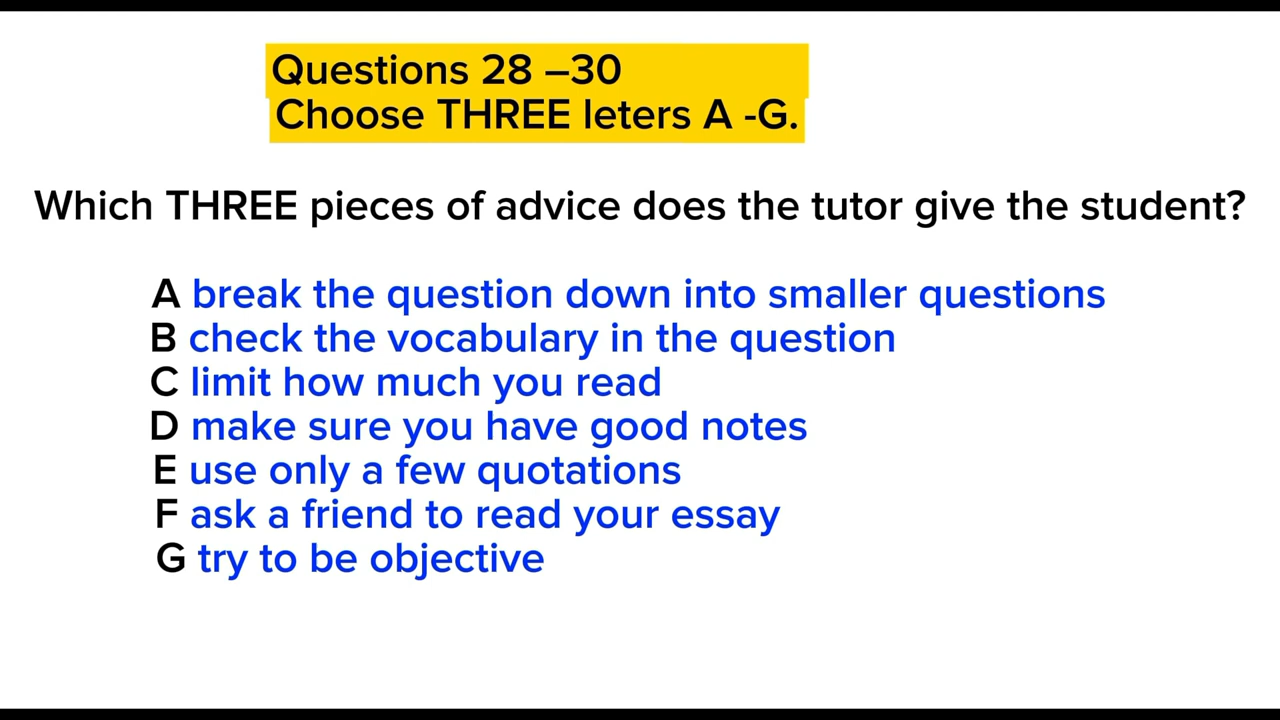 Questions 28 –30
Choose THREE leters A -G.
Which THREE pieces of advice does the tutor give the student?
A break the question down into smaller questions
B check the vocabulary in the question
C limit how much you read
D make sure you have good notes
E use only a few quotations
F ask a friend to read your essay
G try to be objective